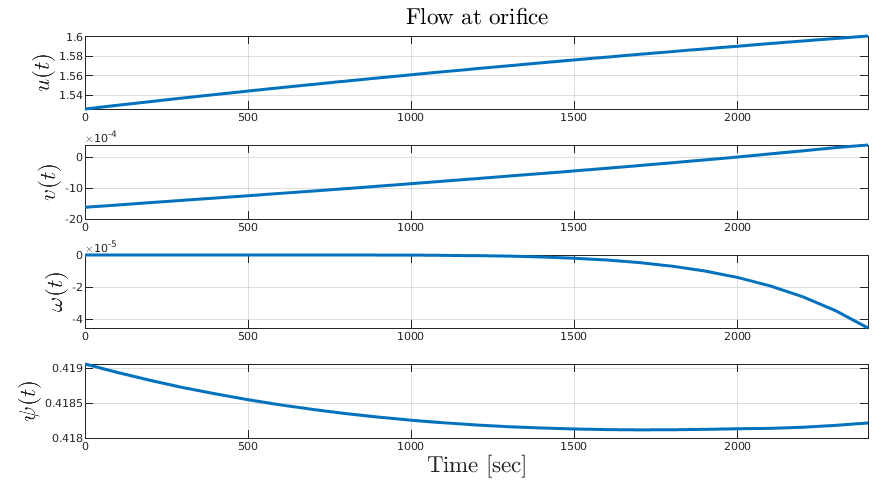 Flow at orifice
u(t)
1.6
1.58
1.56
1.54
0 500 1000 1500 2000
×10⁻⁴
v(t)
0
-10
-20
0 500 1000 1500 2000
×10⁻⁵
ω(t)
0
-2
-4
0 500 1000 1500 2000
ψ(t)
0.419
0.4185
0.418
0 500 1000 1500 2000
Time [sec]